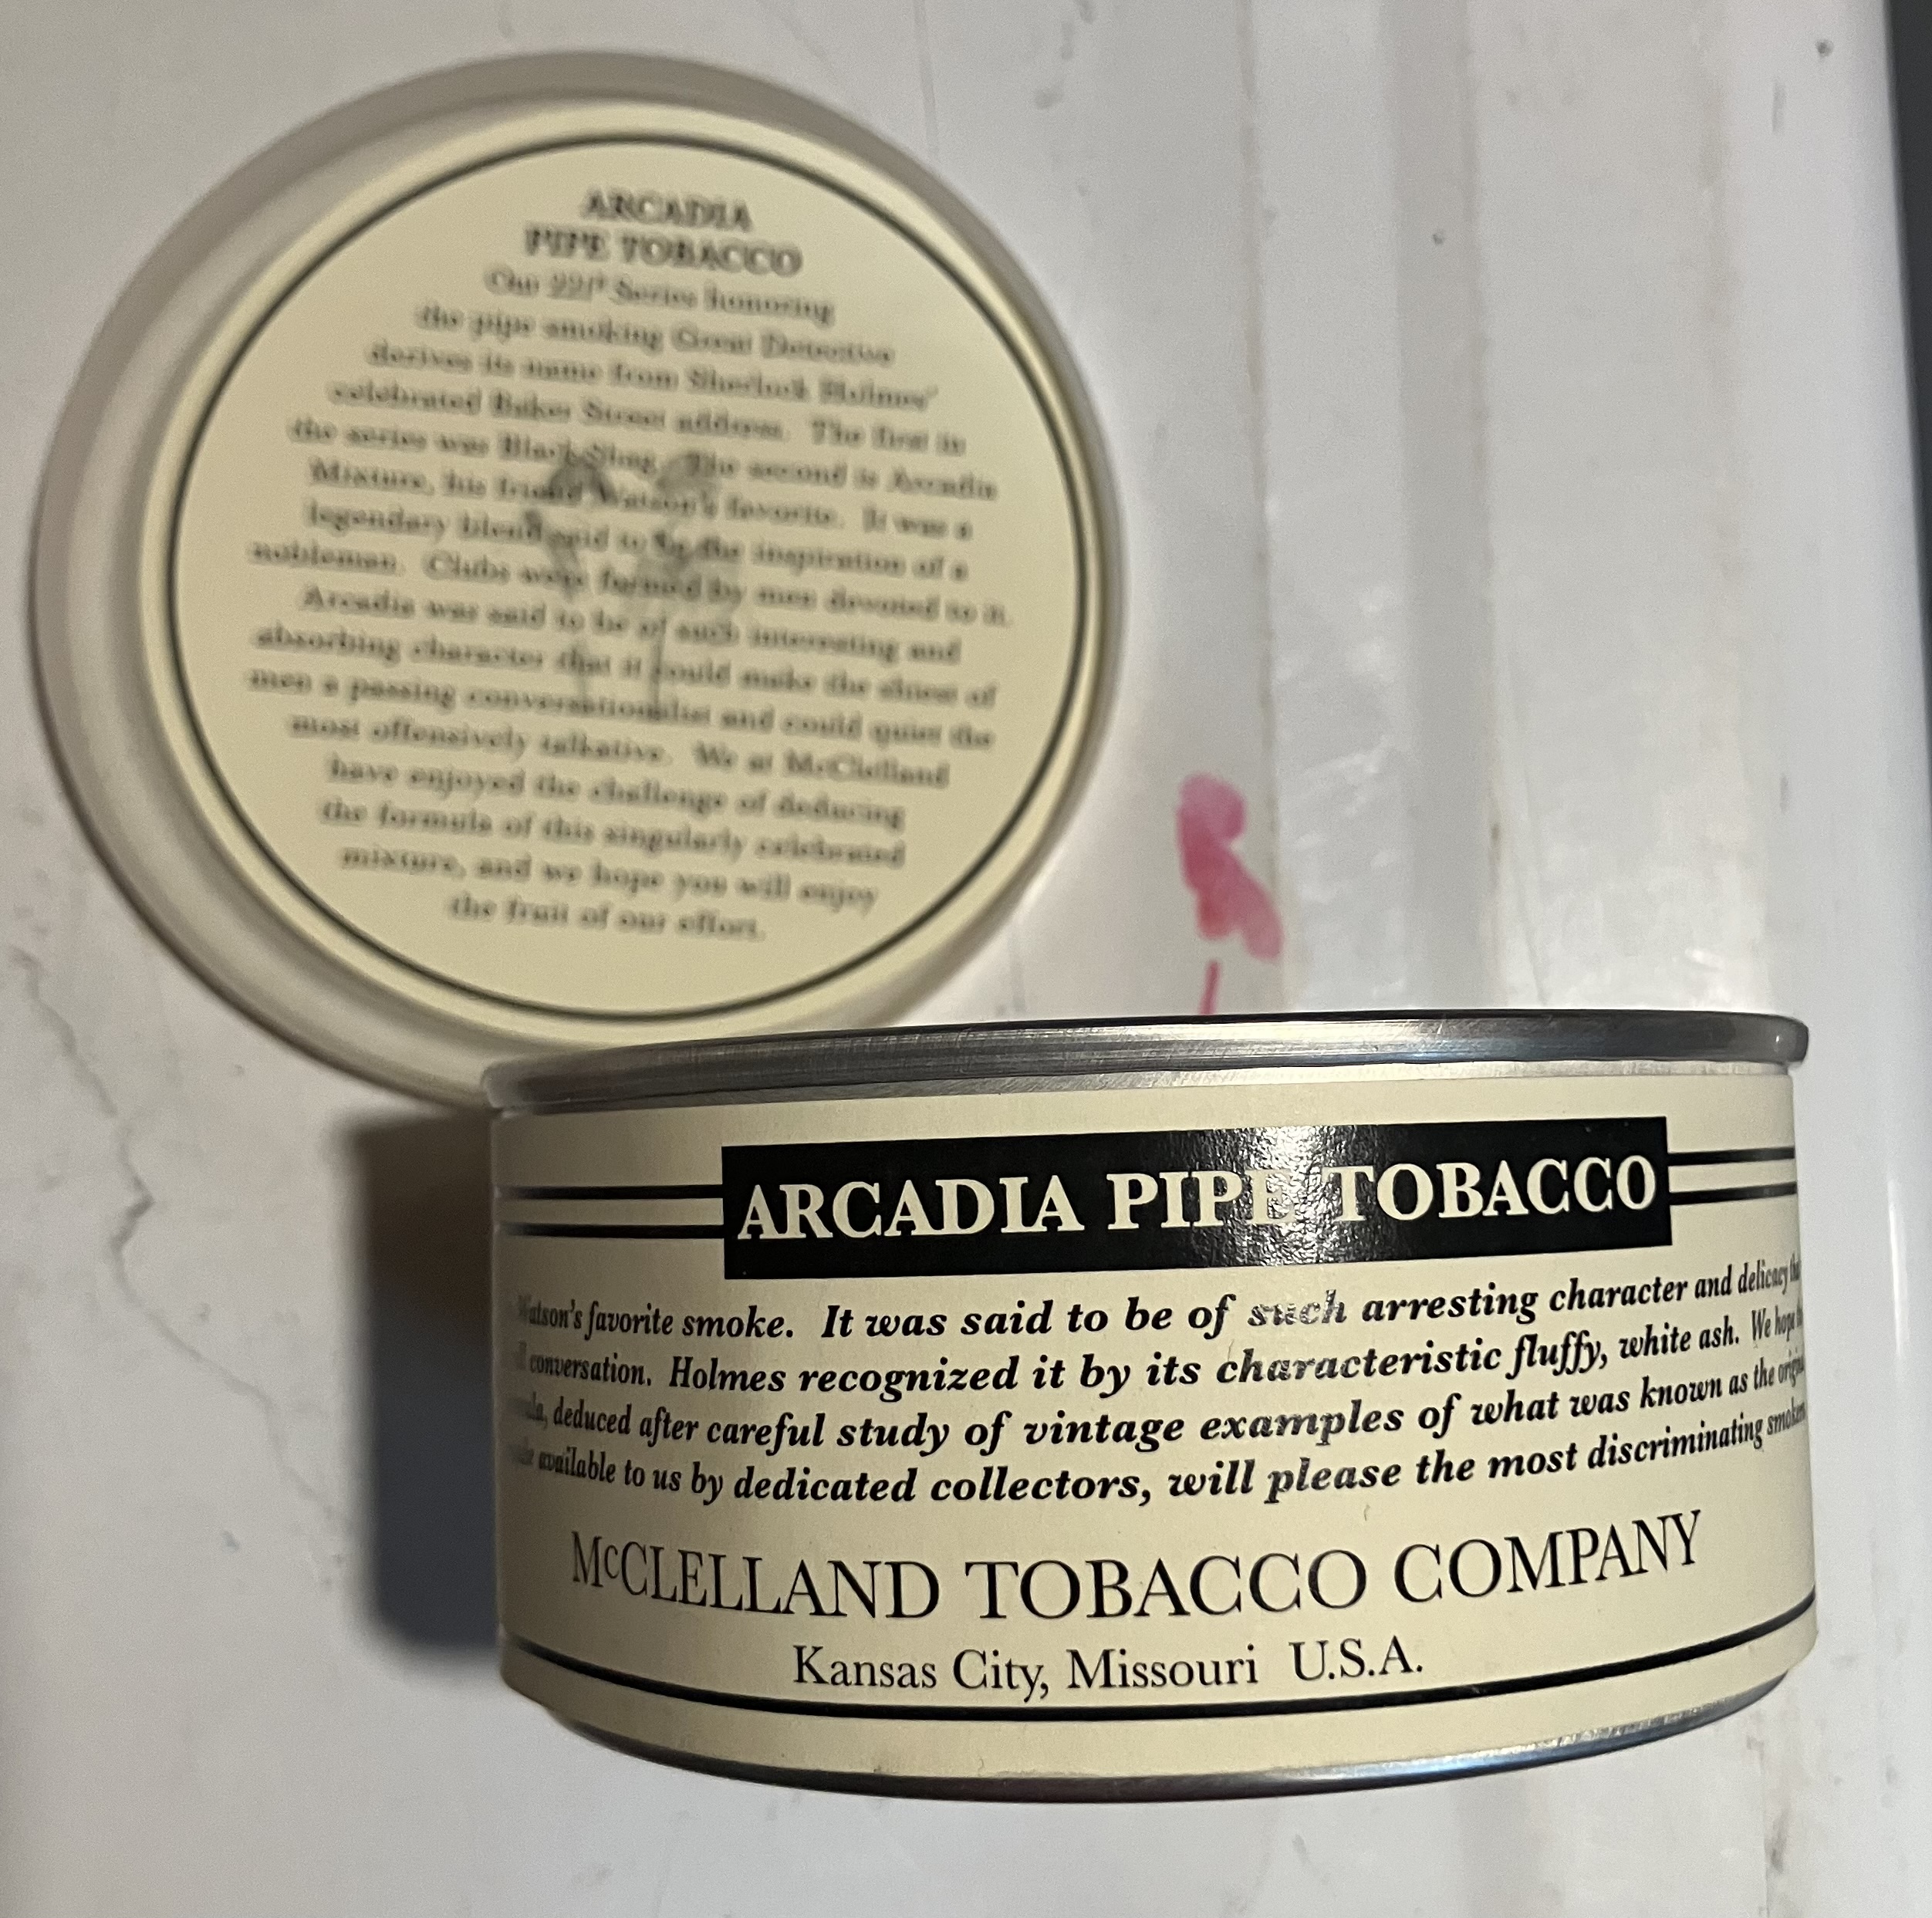 ARCADIA
PIPE TOBACCO
Our 221ᴮ Series honoring
the pipe smoking Great Detective
derives its name from Sherlock Holmes'
celebrated Baker Street address. The first in
the series was Black Shag. The second is Arcadia
Mixture, his friend Watson's favorite. It was a
legendary blend said to be the inspiration of a
nobleman. Clubs were formed by men devoted to it.
Arcadia was said to be of such interesting and
absorbing character that it could make the shiest of
men a passing conversationalist and could quiet the
most offensively talkative. We at McClelland
have enjoyed the challenge of deducing
the formula of this singularly celebrated
mixture, and we hope you will enjoy
the fruit of our effort.
ARCADIA PIPE TOBACCO
Watson's favorite smoke. It was said to be of such arresting character and delicacy
conversation. Holmes recognized it by its characteristic fluffy, white ash. We hope
deduced after careful study of vintage examples of what was known as the
available to us by dedicated collectors, will please the most discriminating
McCLELLAND TOBACCO COMPANY
Kansas City, Missouri U.S.A.